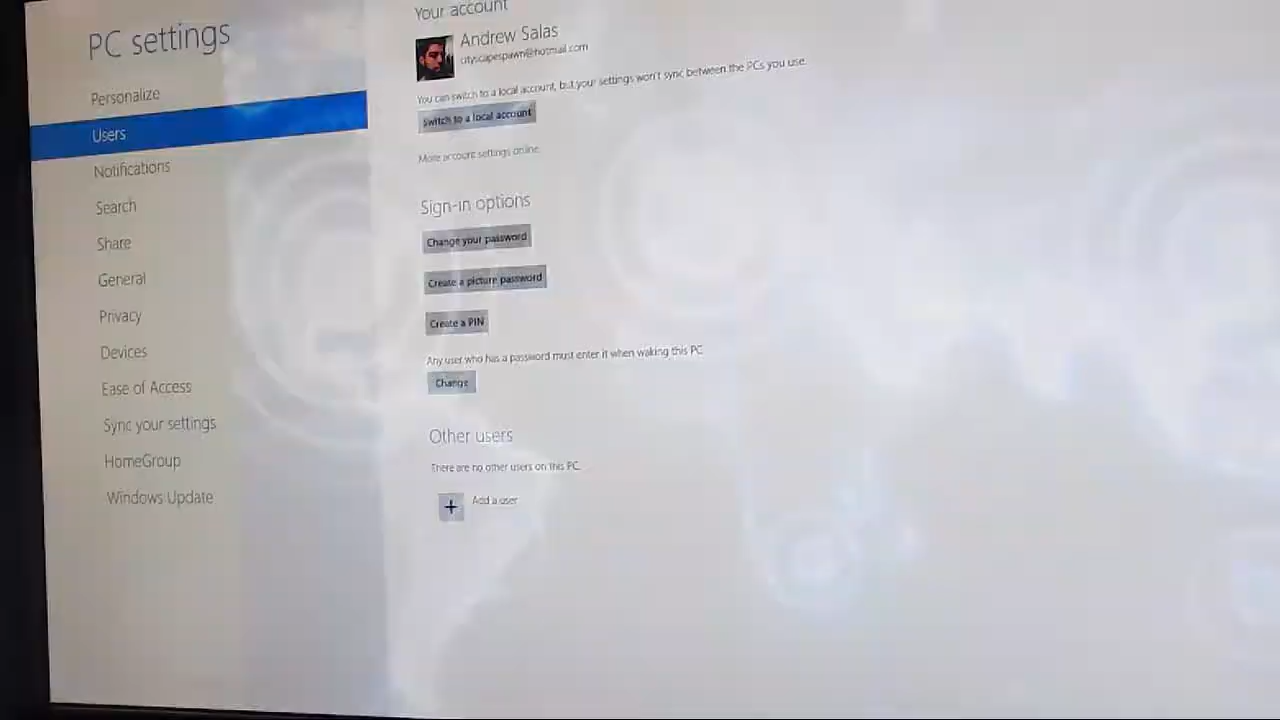 PC settings
Personalize
Users
Notifications
Search
Share
General
Privacy
Devices
Ease of Access
Sync your settings
HomeGroup
Windows Update
Your account
Andrew Salas
cityscapespawn@hotmail.com
You can switch to a local account, but your settings won't sync between the PCs you use.
Switch to a local account
More account settings online.
Sign-in options
Change your password
Create a picture password
Create a PIN
Any user who has a password must enter it when waking this PC.
Change
Other users
There are no other users on this PC.
+ Add a user